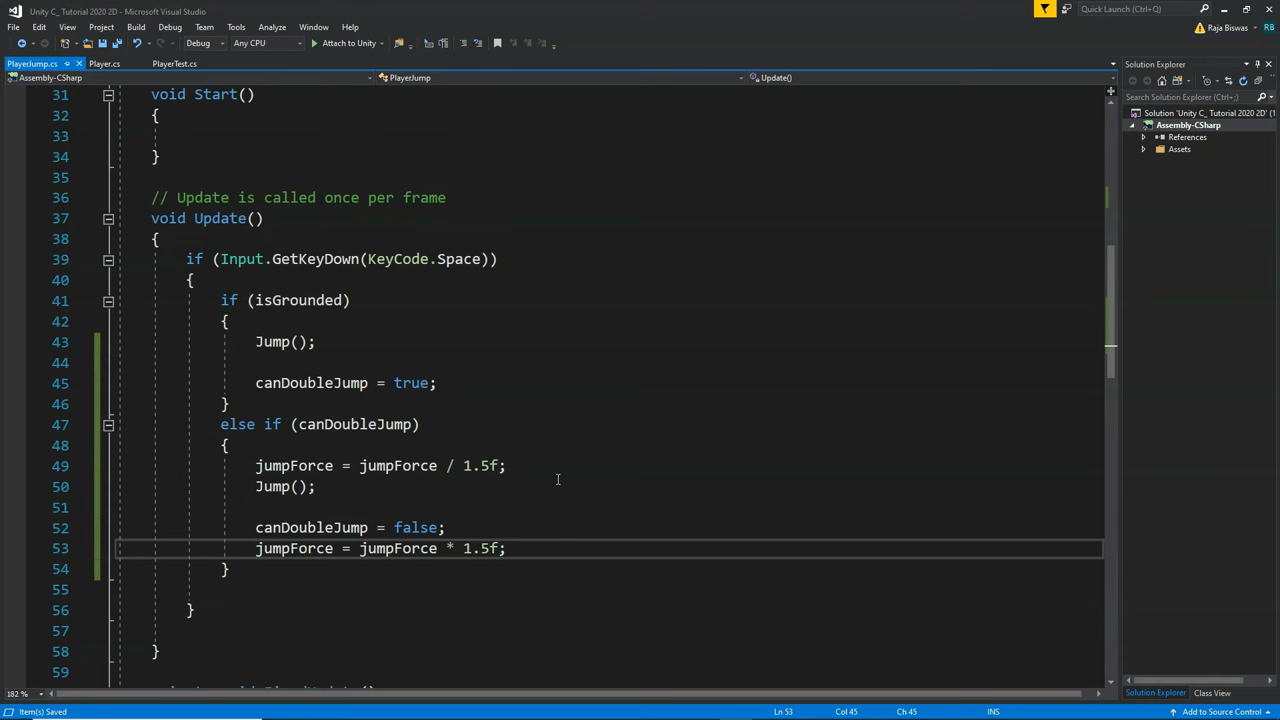 Unity C_ Tutorial 2020 2D - Microsoft Visual Studio
Quick Launch (Ctrl+Q)
File Edit View Project Build Debug Team Tools Analyze Window Help
Raja Biswas RB
Debug Any CPU Attach to Unity
PlayerJump.cs Player.cs PlayerTest.cs
Assembly-CSharp PlayerJump Update()
31 void Start()
32 {
33
34 }
35
36 // Update is called once per frame
37 void Update()
38 {
39 if (Input.GetKeyDown(KeyCode.Space))
40 {
41 if (isGrounded)
42 {
43 Jump();
44
45 canDoubleJump = true;
46 }
47 else if (canDoubleJump)
48 {
49 jumpForce = jumpForce / 1.5f;
50 Jump();
51
52 canDoubleJump = false;
53 jumpForce = jumpForce * 1.5f;
54 }
55
56 }
57
58 }
59
182 %
Solution Explorer
Search Solution Explorer (Ctrl+;)
Solution 'Unity C_ Tutorial 2020 2D' (1
Assembly-CSharp
References
Assets
Solution Explorer Class View
Item(s) Saved Ln 53 Col 45 Ch 45 INS Add to Source Control